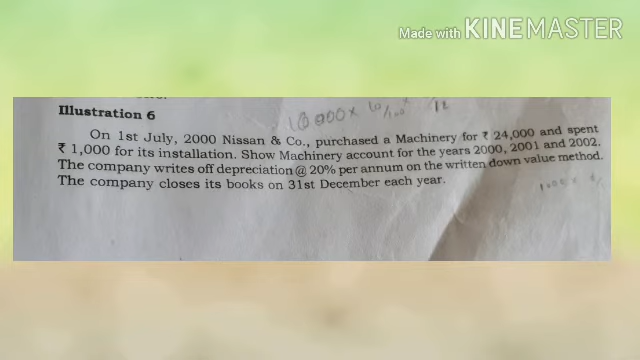 Made with KINEMASTER
Illustration 6
On 1st July, 2000 Nissan & Co., purchased a Machinery for ₹ 24,000 and spent
₹ 1,000 for its installation. Show Machinery account for the years 2000, 2001 and 2002.
The company writes off depreciation @ 20% per annum on the written down value method.
The company closes its books on 31st December each year.